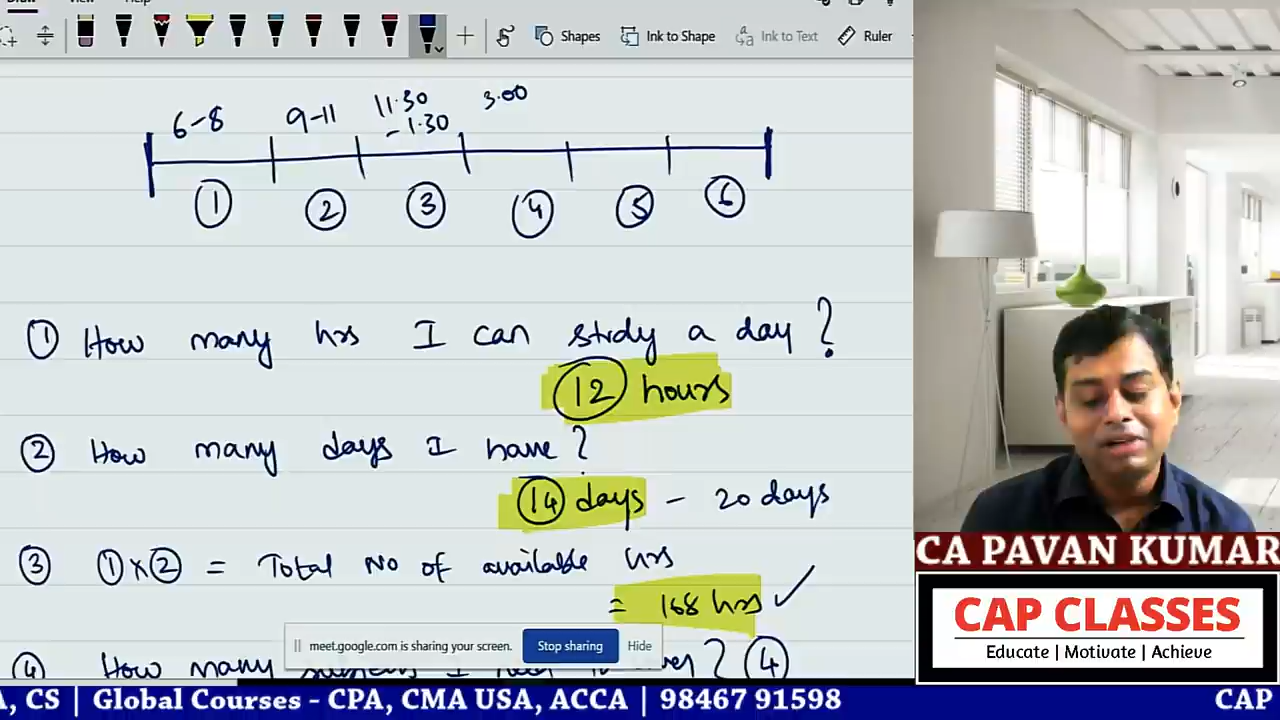 Shapes
Ink to Shape
Ink to Text
Ruler
6-8
9-11
11.30
- 1.30
3.00
① ② ③ ④ ⑤ ⑥
① How many hrs I can study a day?
12 hours
② How many days I have?
14 days - 20 days
③ ①x② = Total No of available hrs
= 168 hrs ✓
④ How many subjects I
? ④
meet.google.com is sharing your screen.
Stop sharing
Hide
CA PAVAN KUMAR
CAP CLASSES
Educate | Motivate | Achieve
A, CS | Global Courses - CPA, CMA USA, ACCA | 98467 91598
CAP